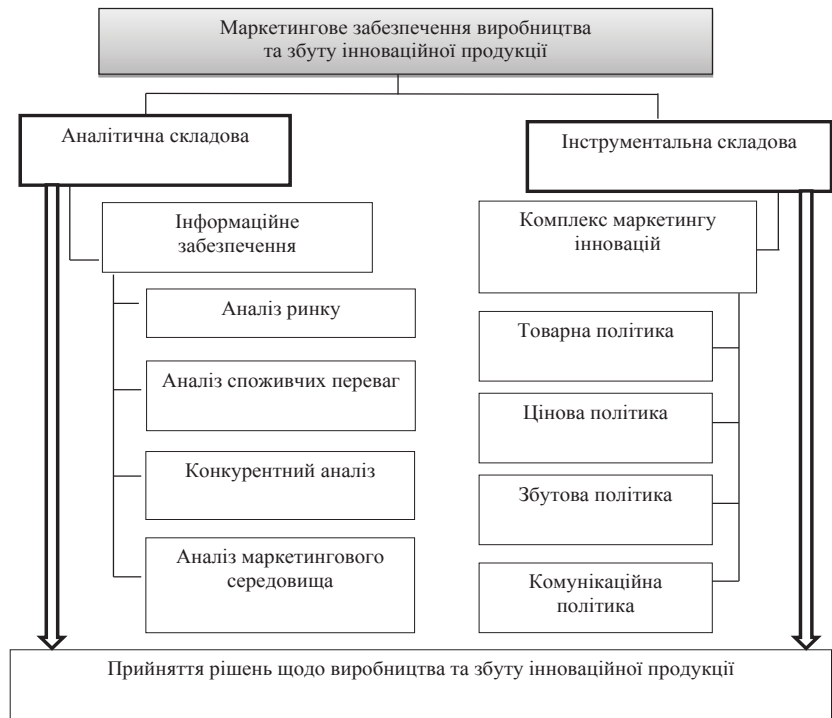 Маркетингове забезпечення виробництва
та збуту інноваційної продукції
Аналітична складова
Інструментальна складова
Інформаційне
забезпечення
Комплекс маркетингу
інновацій
Аналіз ринку
Товарна політика
Аналіз споживчих переваг
Цінова політика
Конкурентний аналіз
Збутова політика
Аналіз маркетингового
середовища
Комунікаційна
політика
Прийняття рішень щодо виробництва та збуту інноваційної продукції